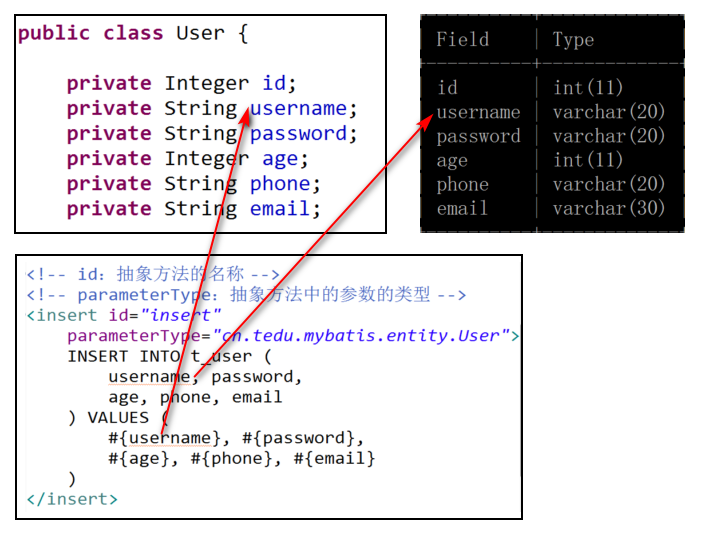 public class User {
private Integer id;
private String username;
private String password;
private Integer age;
private String phone;
private String email;
Field | Type
id | int(11)
username | varchar(20)
password | varchar(20)
age | int(11)
phone | varchar(20)
email | varchar(30)
<!-- id：抽象方法的名称 -->
<!-- parameterType：抽象方法中的参数的类型 -->
<insert id="insert"
parameterType="cn.tedu.mybatis.entity.User">
INSERT INTO t_user (
username, password,
age, phone, email
) VALUES (
#{username}, #{password},
#{age}, #{phone}, #{email}
)
</insert>